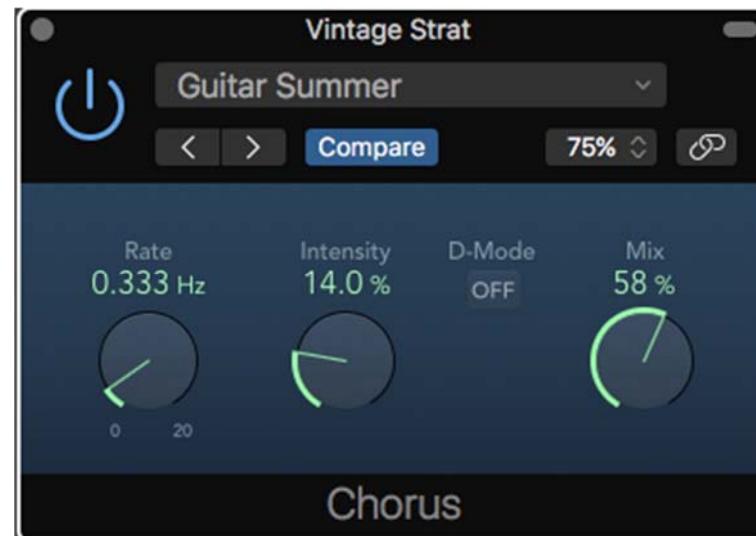 Vintage Strat
Guitar Summer
Compare 75%
Rate Intensity D-Mode Mix
0.333 Hz 14.0 % OFF 58 %
0 20
Chorus